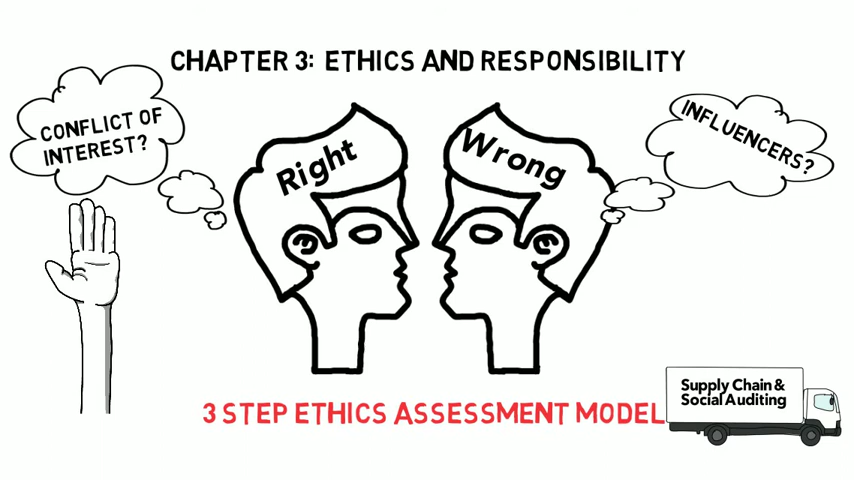 CHAPTER 3: ETHICS AND RESPONSIBILITY
CONFLICT OF
INTEREST?
Right
Wrong
INFLUENCERS?
3 STEP ETHICS ASSESSMENT MODEL
Supply Chain &
Social Auditing